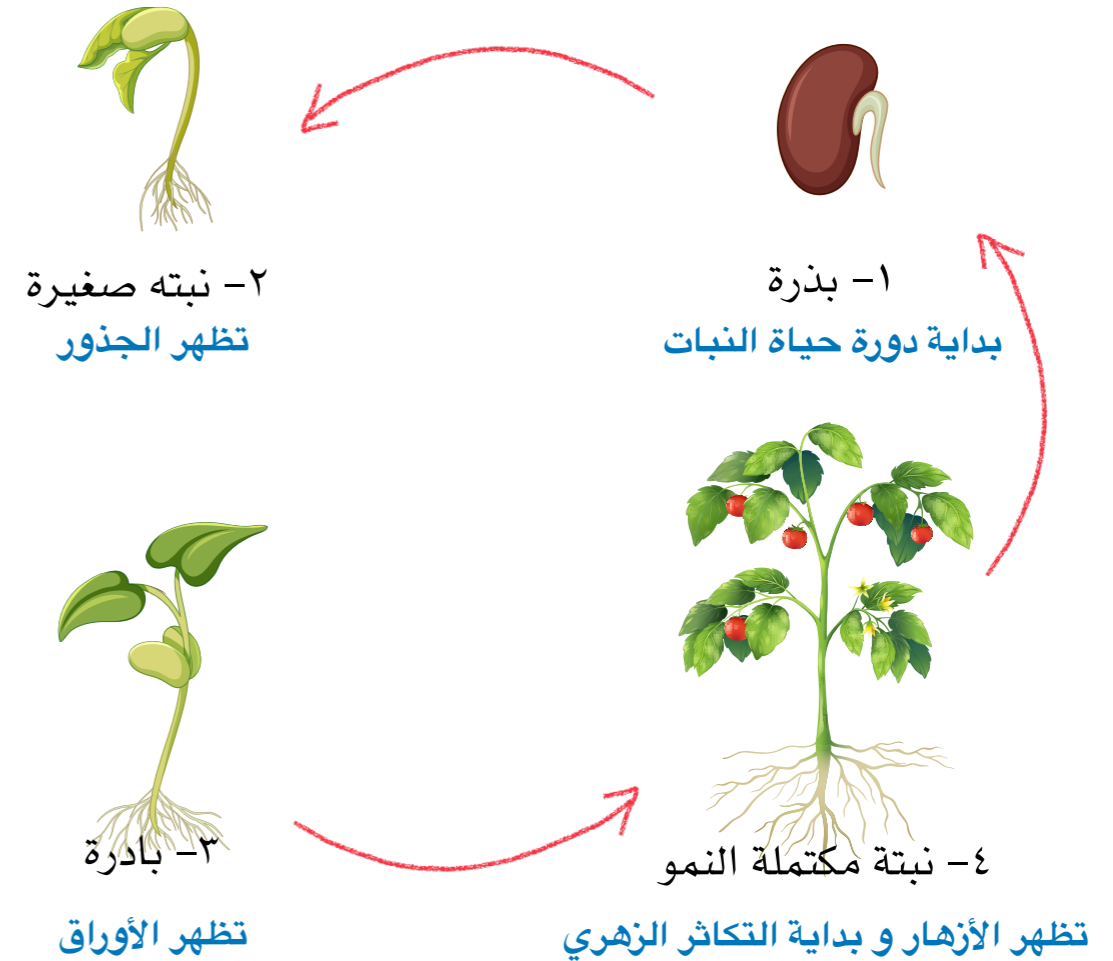 ١- بذرة
بداية دورة حياة النبات
٢- نبته صغيرة
تظهر الجذور
٣- بادرة
تظهر الأوراق
٤- نبتة مكتملة النمو
تظهر الأزهار و بداية التكاثر الزهري